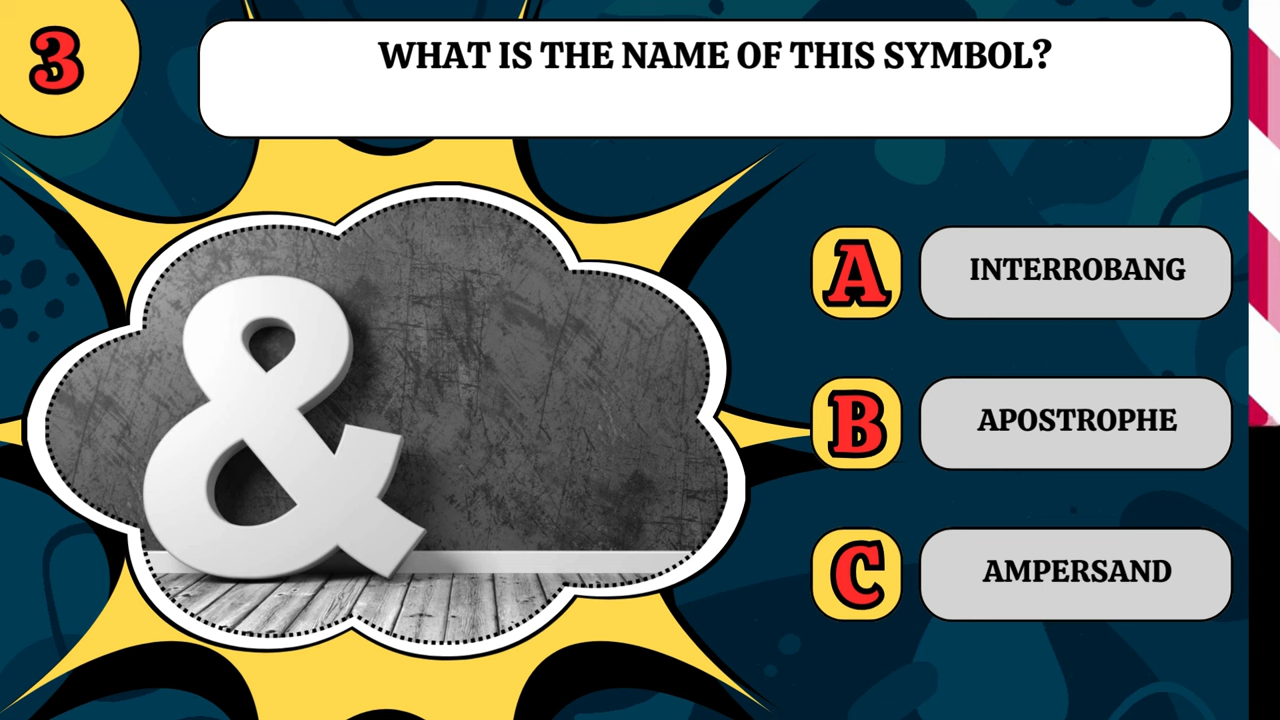 3
WHAT IS THE NAME OF THIS SYMBOL?
&
A
INTERROBANG
B
APOSTROPHE
C
AMPERSAND